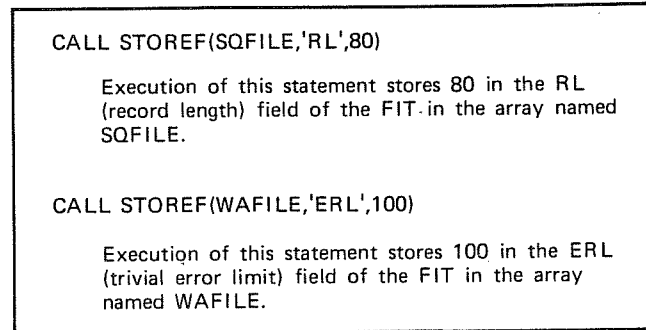 CALL STOREF(SQFILE,'RL',80)
Execution of this statement stores 80 in the RL
(record length) field of the FIT in the array named
SQFILE.
CALL STOREF(WAFILE,'ERL',100)
Execution of this statement stores 100 in the ERL
(trivial error limit) field of the FIT in the array
named WAFILE.